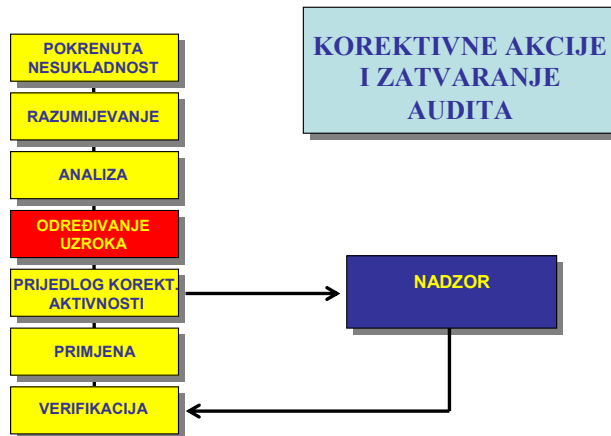 KOREKTIVNE AKCIJE
I ZATVARANJE
AUDITA
POKRENUTA
NESUKLADNOST
RAZUMIJEVANJE
ANALIZA
ODREĐIVANJE
UZROKA
PRIJEDLOG KOREKT.
AKTIVNOSTI
NADZOR
PRIMJENA
VERIFIKACIJA